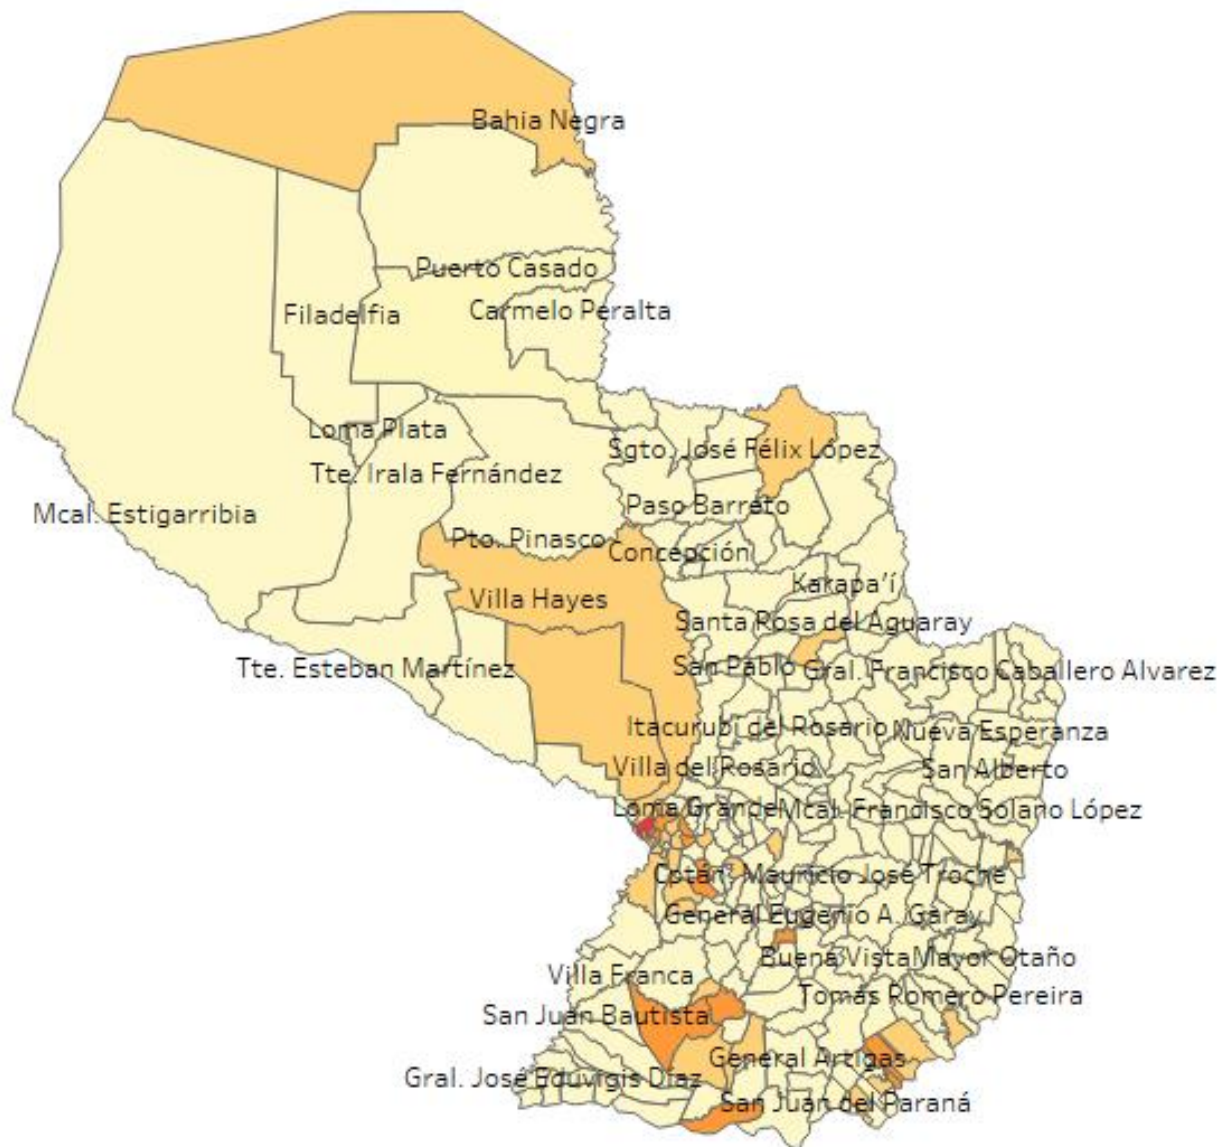 Bahia Negra
Puerto Casado
Carmelo Peralta
Filadelfia
Loma Plata
Sgto. José Félix López
Tte. Irala Fernández
Paso Barreto
Mcal. Estigarribia
Pto. Pinasco
Concepción
Karapa'í
Villa Hayes
Santa Rosa del Aguaray
Tte. Esteban Martínez
San Pablo
Gral. Francisco Caballero Alvarez
Itacurubí del Rosario
Nueva Esperanza
Villa del Rosario
San Alberto
Loma Grande
Mcal. Francisco Solano López
Mauricio José Troche
General Eugenio A. Garay
Buena Vista
Mayor Otaño
Villa Franca
Tomás Romero Pereira
San Juan Bautista
General Artigas
Gral. José Eduvigis Díaz
San Juan del Paraná